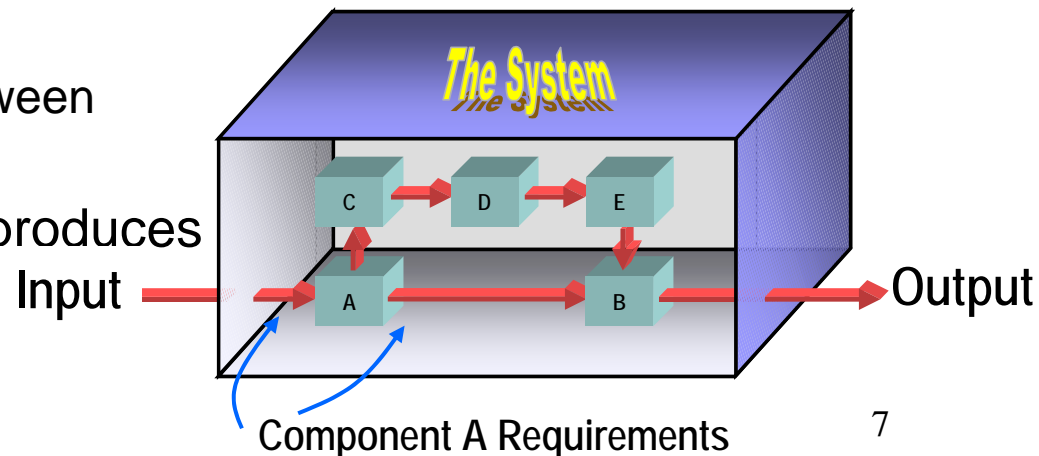 The System
ween
C D E
produces
Input
A B
Output
Component A Requirements
7